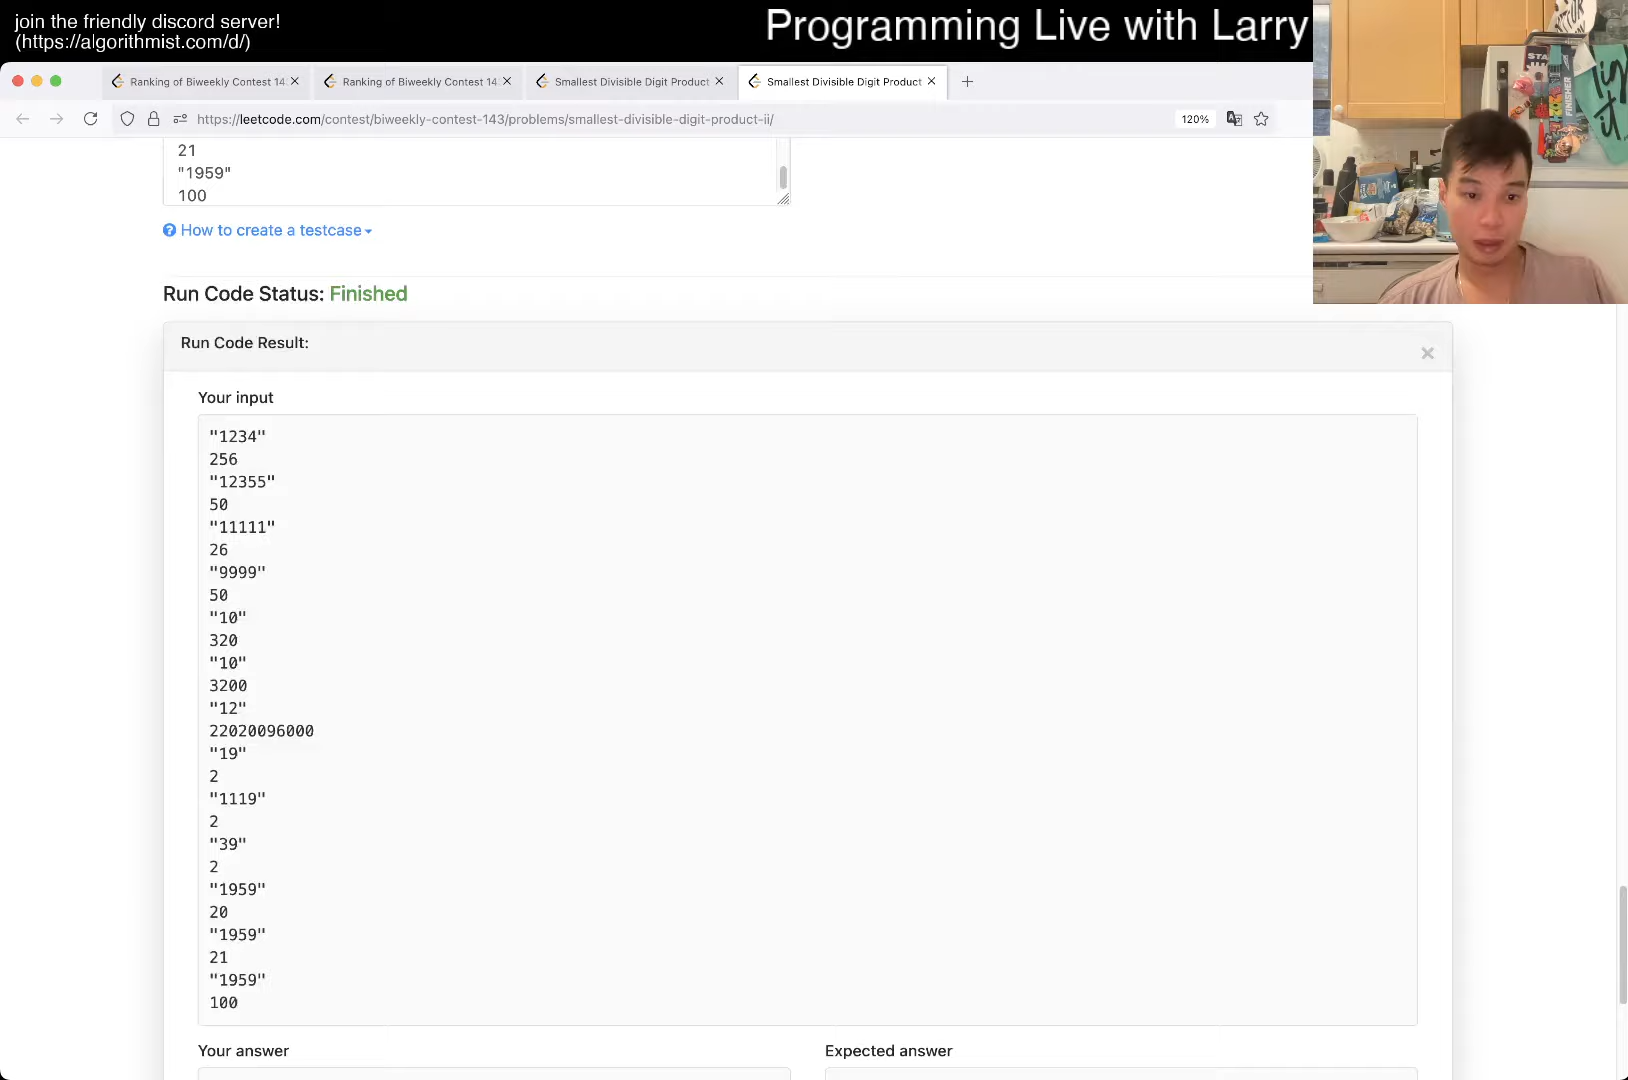 join the friendly discord server!
(https://algorithmist.com/d/)
Programming Live with Larry
Ranking of Biweekly Contest 14
Ranking of Biweekly Contest 14
Smallest Divisible Digit Product
Smallest Divisible Digit Product
https://leetcode.com/contest/biweekly-contest-143/problems/smallest-divisible-digit-product-ii/
120%
21
"1959"
100
How to create a testcase
Run Code Status: Finished
Run Code Result:
Your input
"1234"
256
"12355"
50
"11111"
26
"9999"
50
"10"
320
"10"
3200
"12"
22020096000
"19"
2
"1119"
2
"39"
2
"1959"
20
"1959"
21
"1959"
100
Your answer
Expected answer